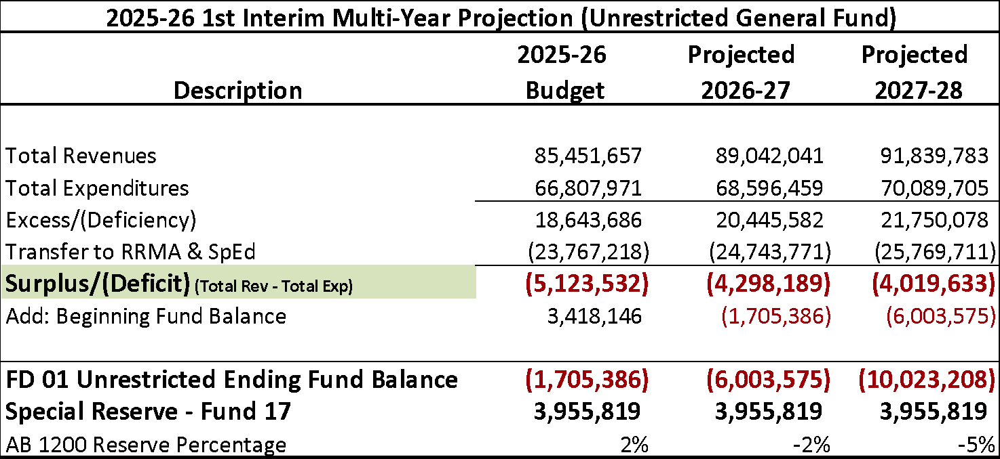 2025-26 1st Interim Multi-Year Projection (Unrestricted General Fund)
2025-26 Projected Projected
Description Budget 2026-27 2027-28
Total Revenues 85,451,657 89,042,041 91,839,783
Total Expenditures 66,807,971 68,596,459 70,089,705
Excess/(Deficiency) 18,643,686 20,445,582 21,750,078
Transfer to RRMA & SpEd (23,767,218) (24,743,771) (25,769,711)
Surplus/(Deficit) (Total Rev - Total Exp) (5,123,532) (4,298,189) (4,019,633)
Add: Beginning Fund Balance 3,418,146 (1,705,386) (6,003,575)
FD 01 Unrestricted Ending Fund Balance (1,705,386) (6,003,575) (10,023,208)
Special Reserve - Fund 17 3,955,819 3,955,819 3,955,819
AB 1200 Reserve Percentage 2% -2% -5%